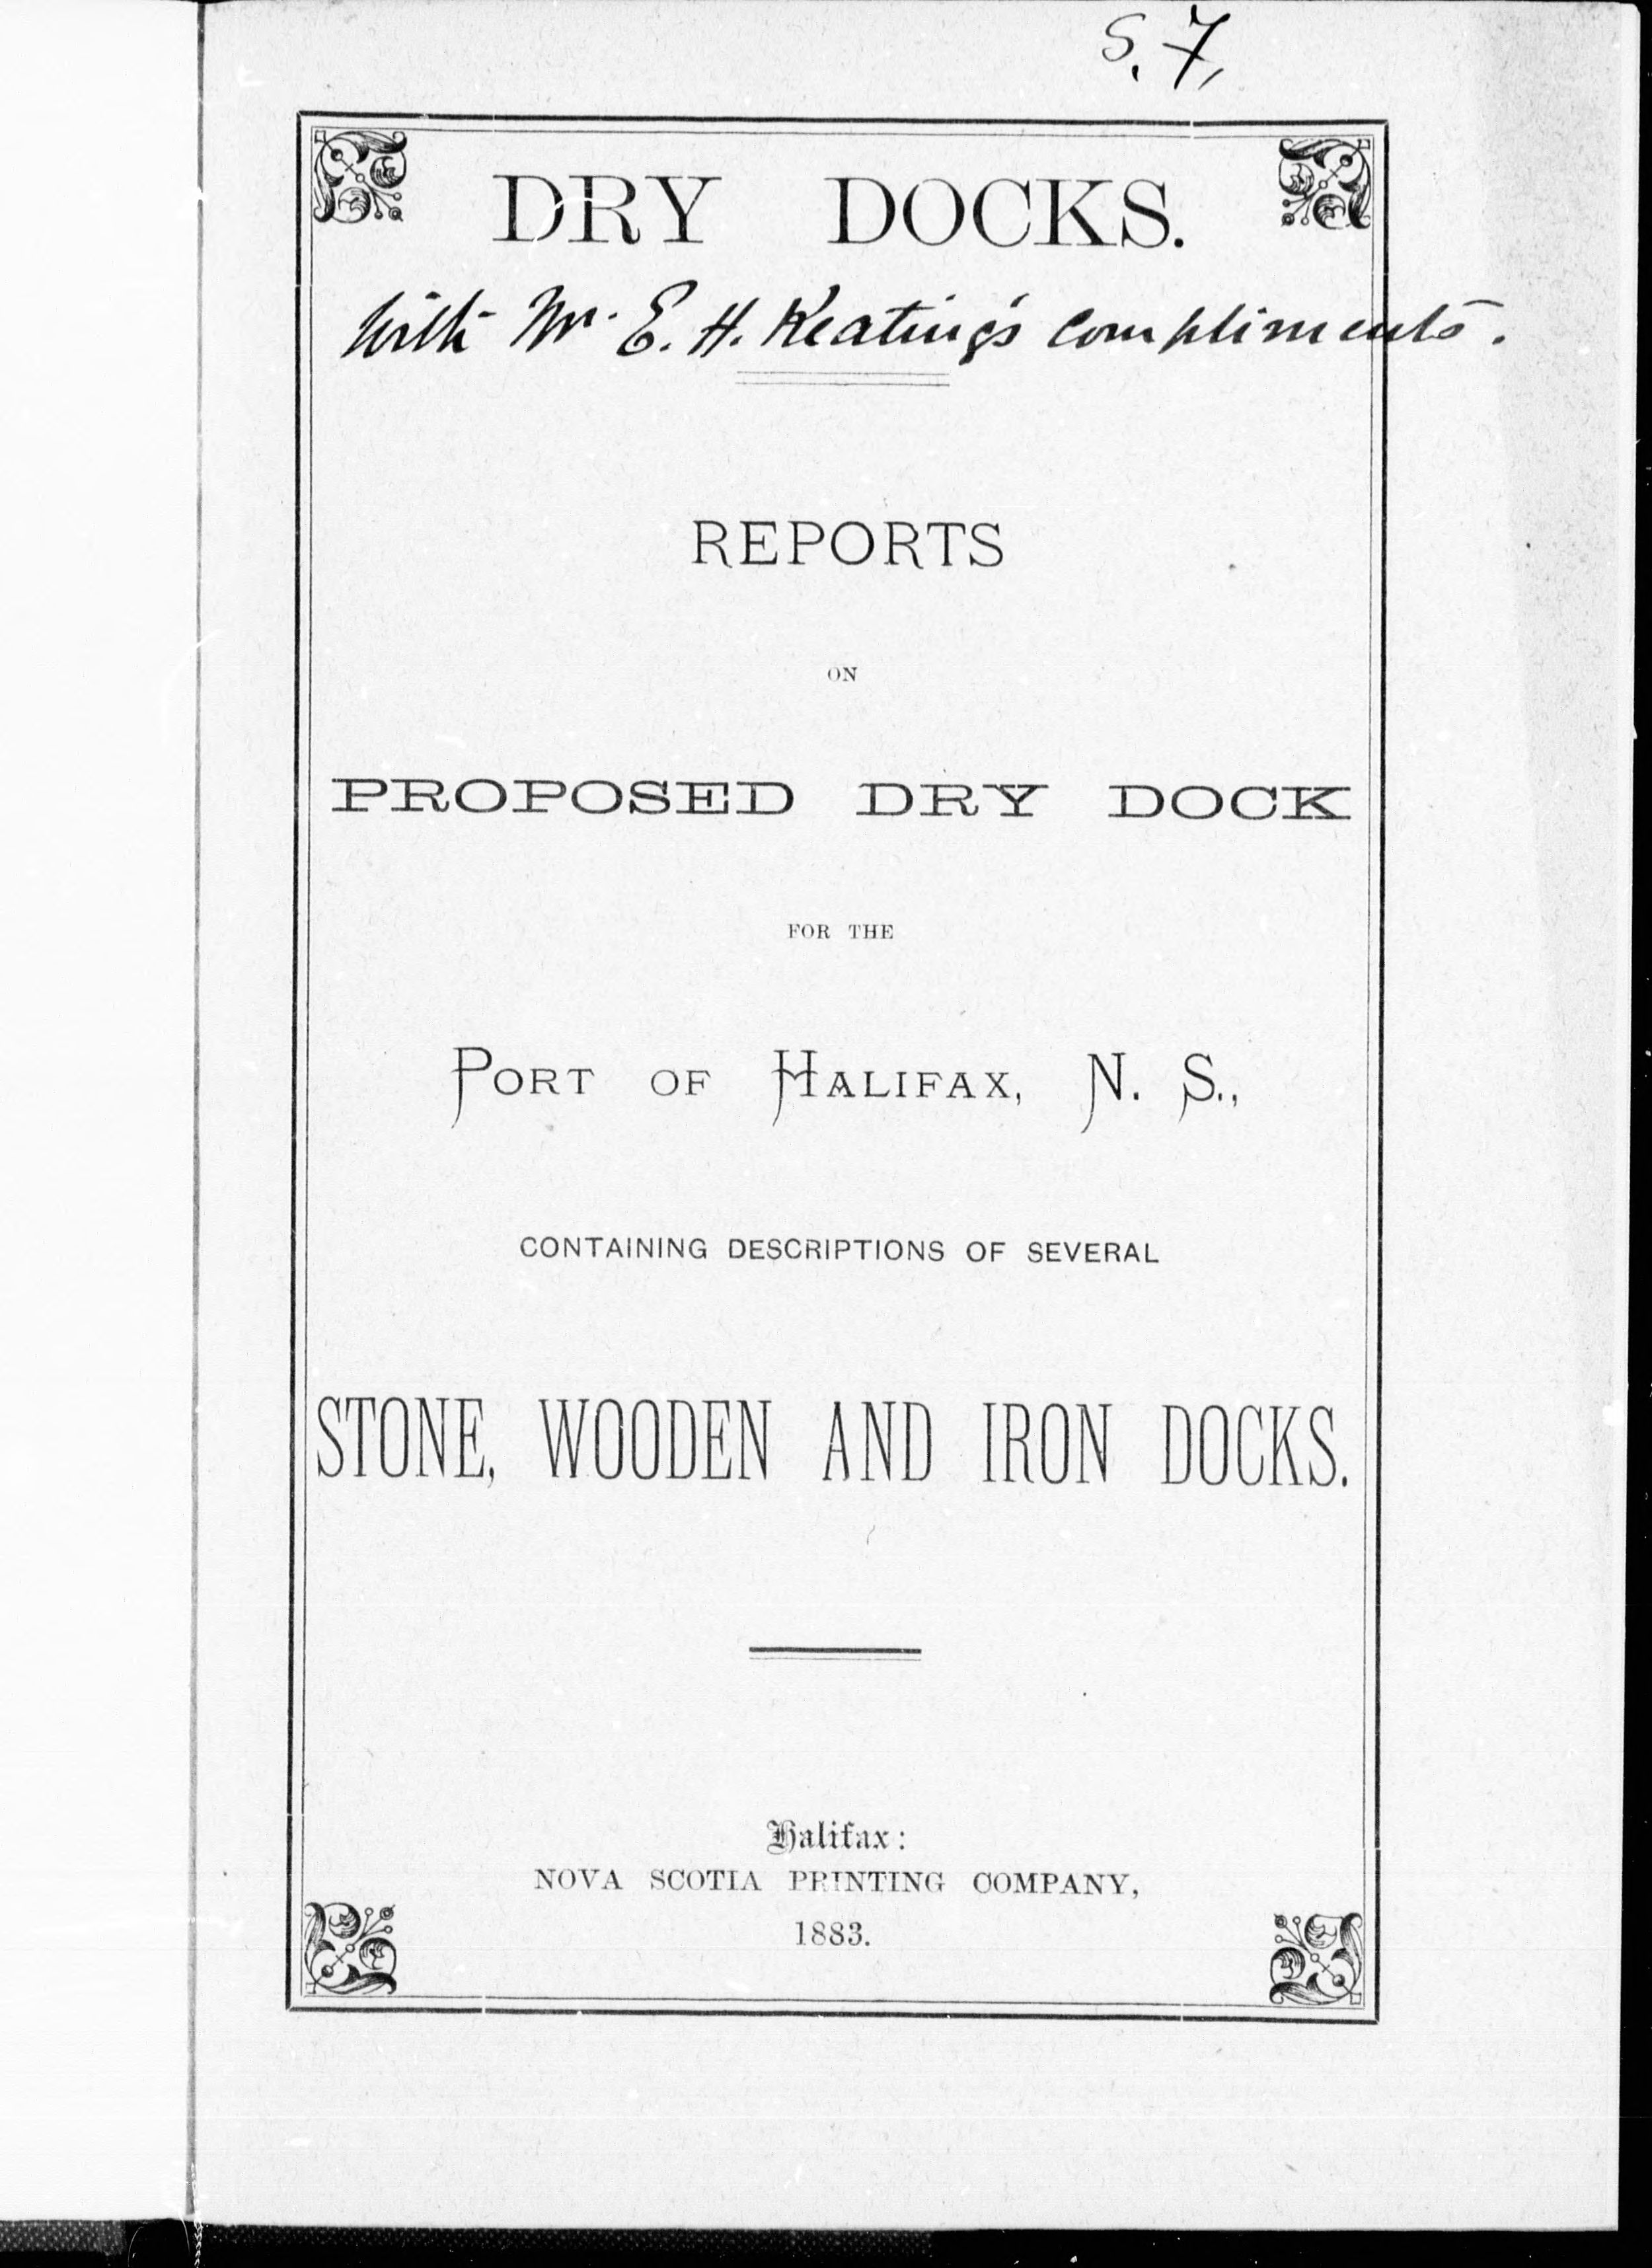 S. 7,
DRY DOCKS.
With Mr. E. H. Keating's compliments.
REPORTS
ON
PROPOSED DRY DOCK
FOR THE
PORT OF HALIFAX, N. S.,
CONTAINING DESCRIPTIONS OF SEVERAL
STONE, WOODEN AND IRON DOCKS.
Halifax:
NOVA SCOTIA PRINTING COMPANY,
1883.